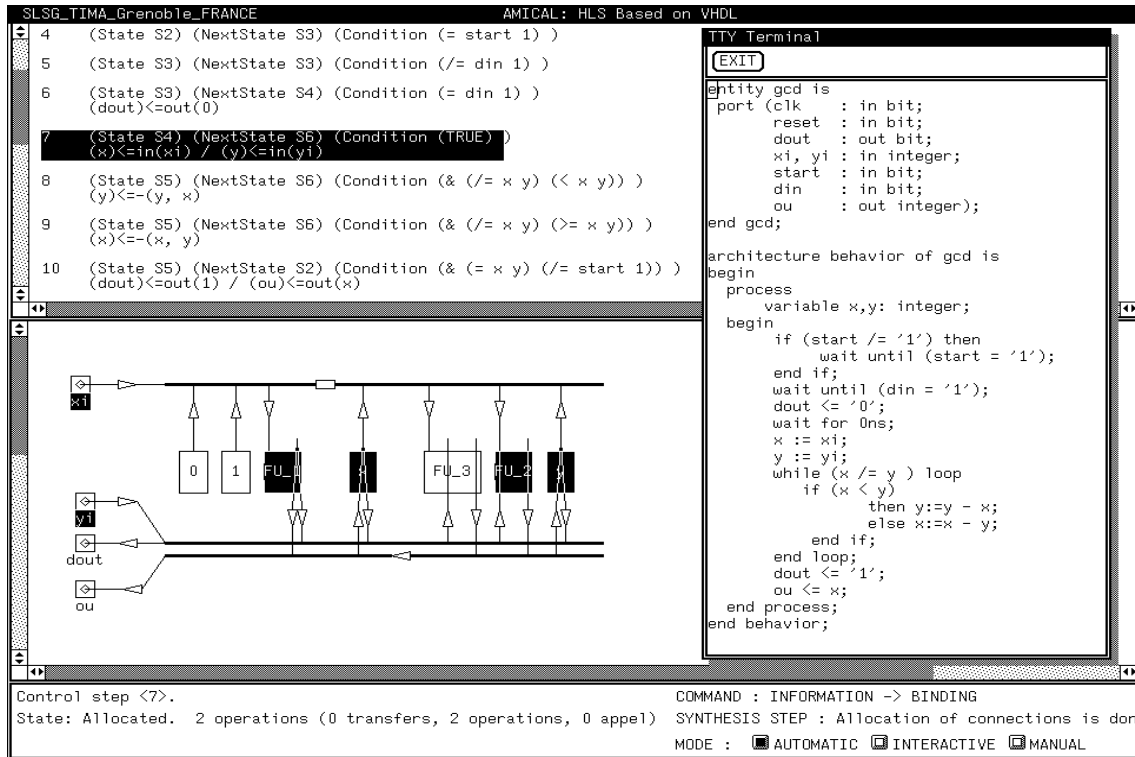 SLSG_TIMA_Grenoble_FRANCE AMICAL: HLS Based on VHDL
4 (State S2) (NextState S3) (Condition (= start 1) )
5 (State S3) (NextState S3) (Condition (/= din 1) )
6 (State S3) (NextState S4) (Condition (= din 1) )
(dout)<=out(0)
7 (State S4) (NextState S6) (Condition (TRUE) )
(x)<=in(xi) / (y)<=in(yi)
8 (State S5) (NextState S6) (Condition (& (/= x y) (< x y)) )
(y)<=-(y, x)
9 (State S5) (NextState S6) (Condition (& (/= x y) (>= x y)) )
(x)<=-(x, y)
10 (State S5) (NextState S2) (Condition (& (= x y) (/= start 1)) )
(dout)<=out(1) / (ou)<=out(x)
TTY Terminal
EXIT
entity gcd is
port (clk : in bit;
reset : in bit;
dout : out bit;
xi, yi : in integer;
start : in bit;
din : in bit;
ou : out integer);
end gcd;
architecture behavior of gcd is
begin
process
variable x,y: integer;
begin
if (start /= '1') then
wait until (start = '1');
end if;
wait until (din = '1');
dout <= '0';
wait for 0ns;
x := xi;
y := yi;
while (x /= y ) loop
if (x < y)
then y:=y - x;
else x:=x - y;
end if;
end loop;
dout <= '1';
ou <= x;
end process;
end behavior;
xi
0 1 FU_1 x FU_3 FU_2 y
yi
dout
ou
Control step <7>.
State: Allocated. 2 operations (0 transfers, 2 operations, 0 appel)
COMMAND : INFORMATION -> BINDING
SYNTHESIS STEP : Allocation of connections is don
MODE : AUTOMATIC INTERACTIVE MANUAL